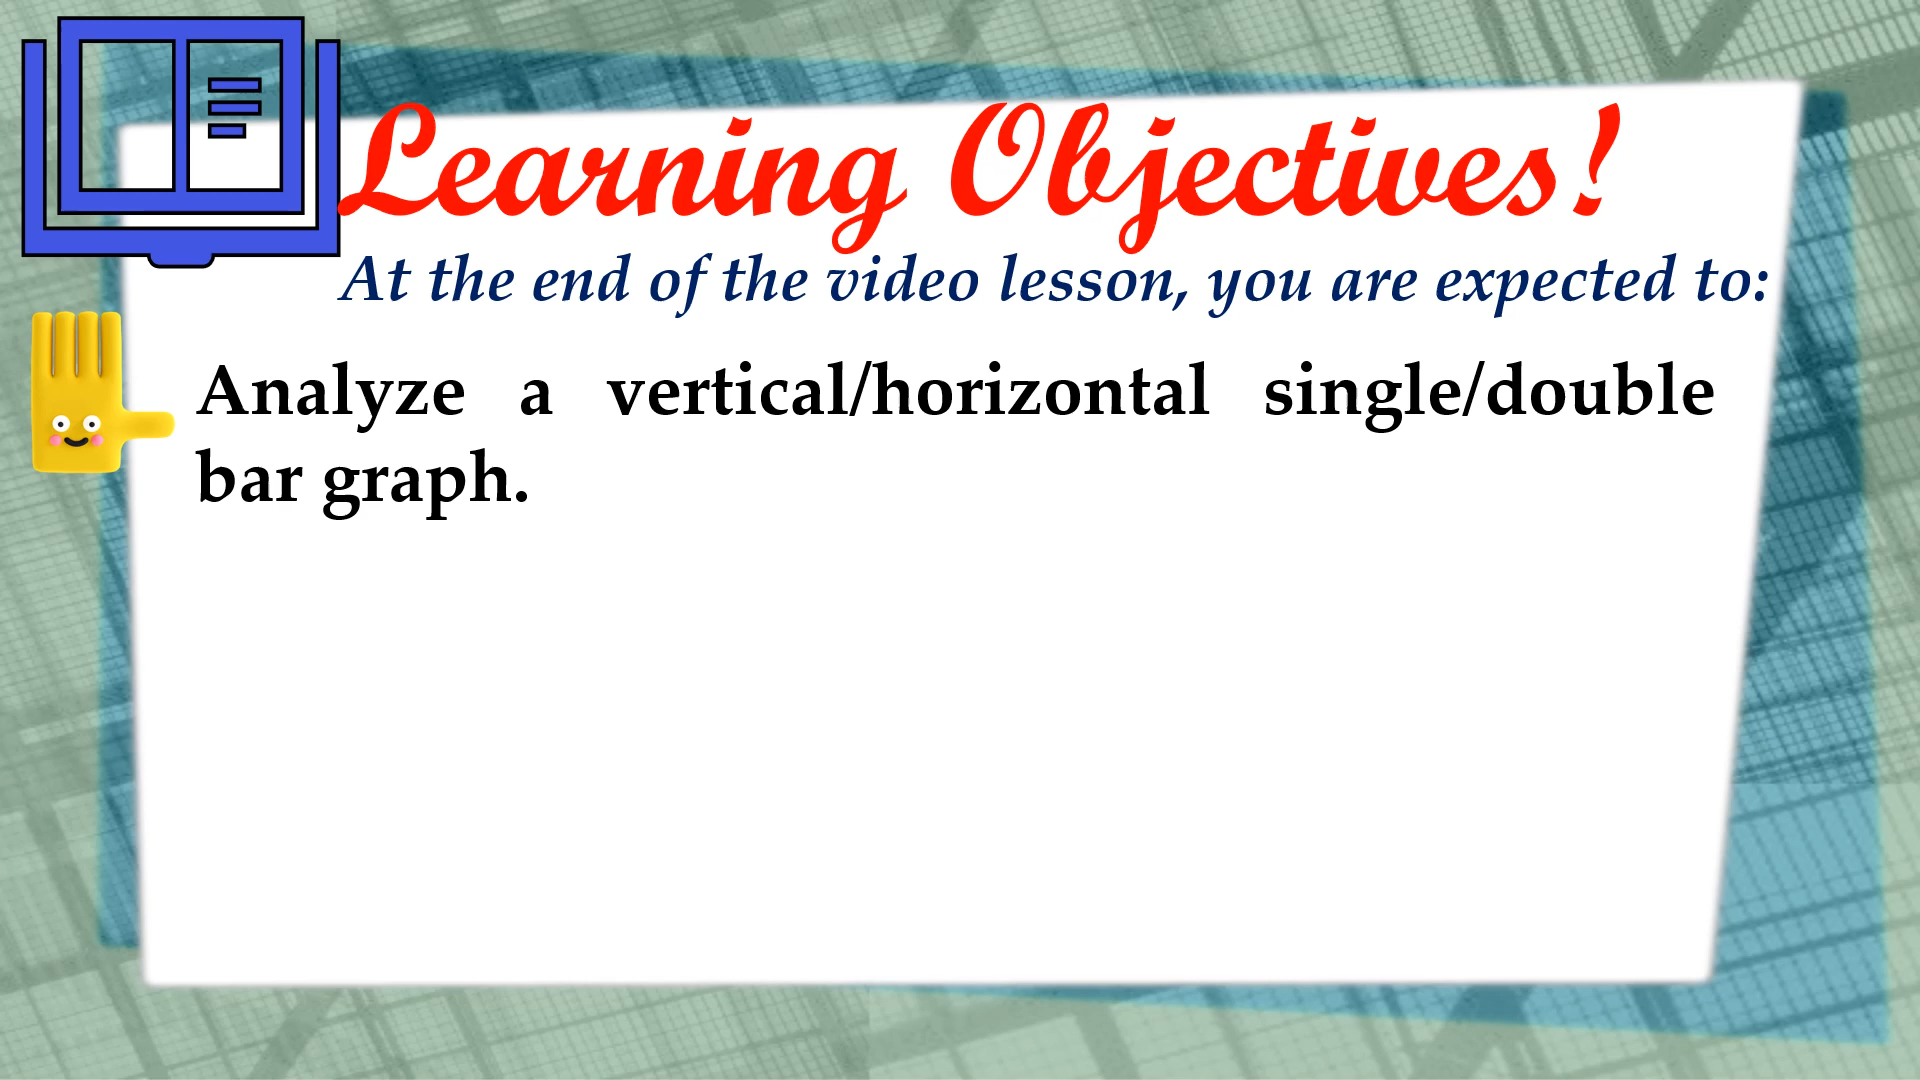 Learning Objectives!
At the end of the video lesson, you are expected to:
Analyze a vertical/horizontal single/double
bar graph.